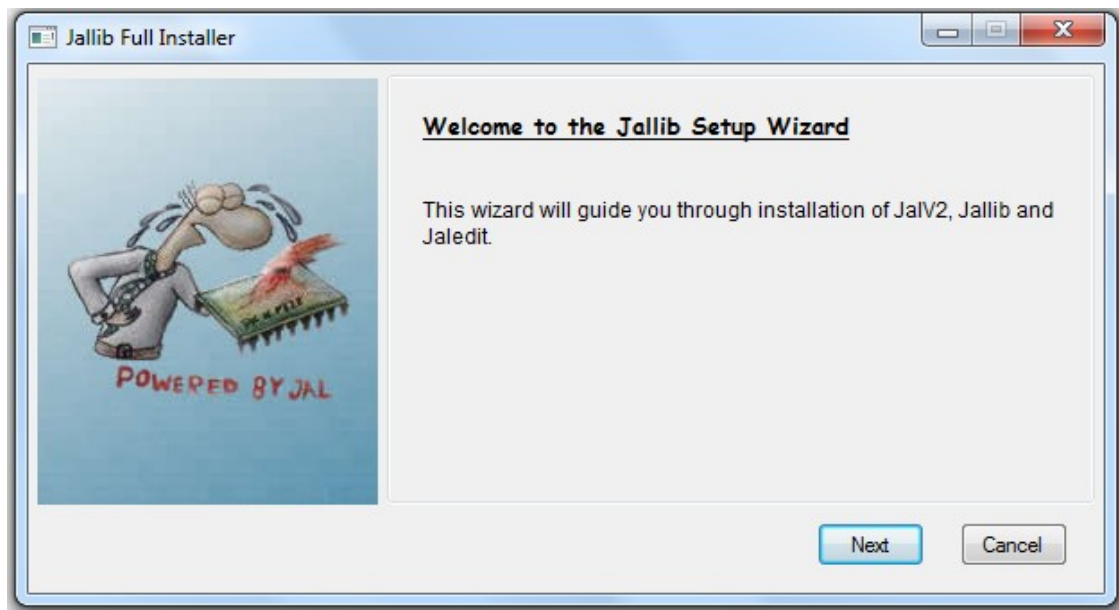 Jallib Full Installer
Welcome to the Jallib Setup Wizard
This wizard will guide you through installation of JalV2, Jallib and
Jaledit.
POWERED BY JAL
Next
Cancel